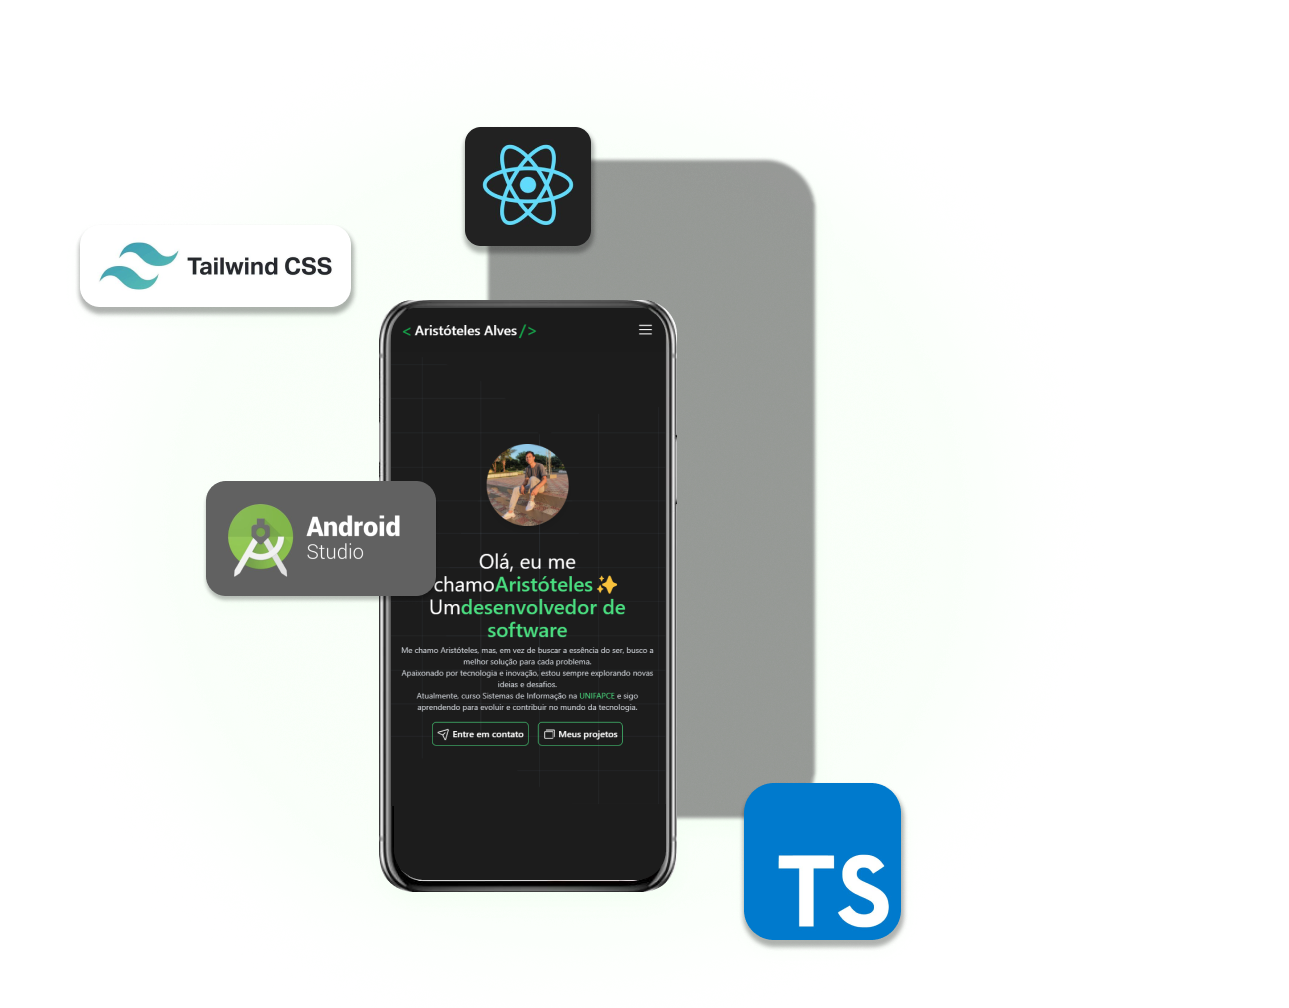 Tailwind CSS
< Aristóteles Alves />
Android
Studio
Olá, eu me
chamoAristóteles✨
Umdesenvolvedor de
software
Me chamo Aristóteles, mas, em vez de buscar a essência do ser, busco a
melhor solução para cada problema.
Apaixonado por tecnologia e inovação, estou sempre explorando novas
ideias e desafios.
Atualmente, curso Sistemas de Informação na UNIFAPCE e sigo
aprendendo para evoluir e contribuir no mundo da tecnologia.
Entre em contato
Meus projetos
TS